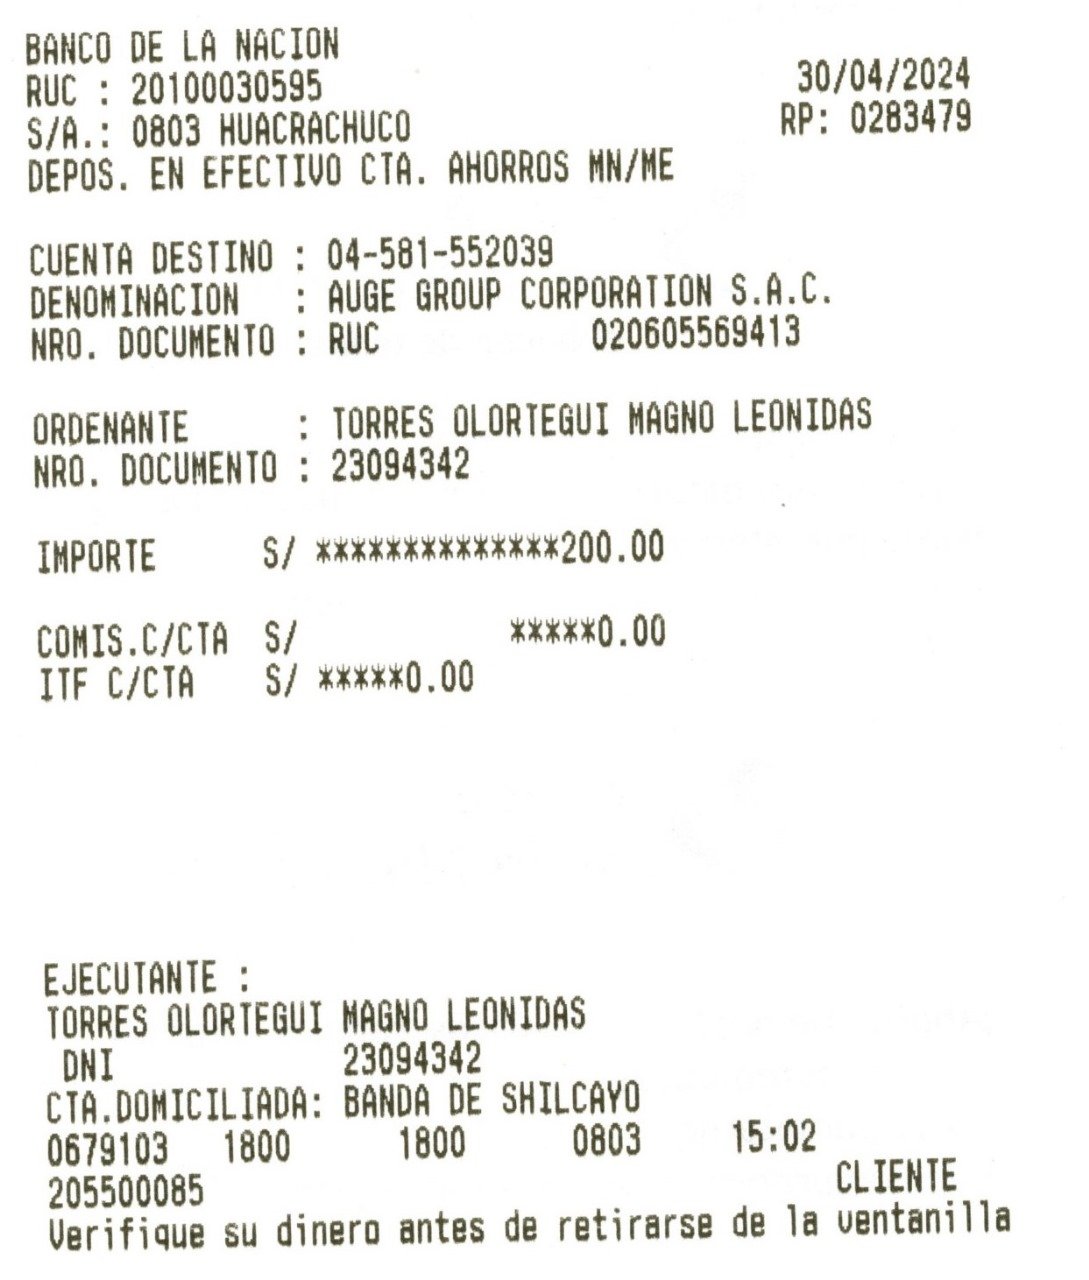 BANCO DE LA NACION
RUC : 20100030595 30/04/2024
S/A.: 0803 HUACRACHUCO RP: 0283479
DEPOS. EN EFECTIVO CTA. AHORROS MN/ME
CUENTA DESTINO : 04-581-552039
DENOMINACION : AUGE GROUP CORPORATION S.A.C.
NRO. DOCUMENTO : RUC 020605569413
ORDENANTE : TORRES OLORTEGUI MAGNO LEONIDAS
NRO. DOCUMENTO : 23094342
IMPORTE S/ **************200.00
COMIS.C/CTA S/ *****0.00
ITF C/CTA S/ *****0.00
EJECUTANTE :
TORRES OLORTEGUI MAGNO LEONIDAS
DNI 23094342
CTA.DOMICILIADA: BANDA DE SHILCAYO
0679103 1800 1800 0803 15:02
205500085 CLIENTE
Verifique su dinero antes de retirarse de la ventanilla